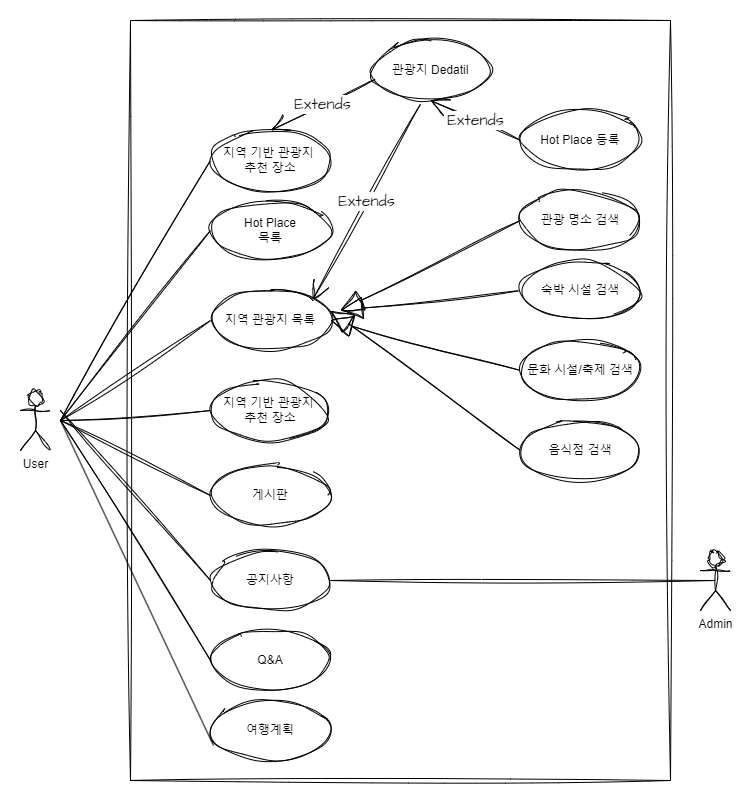 관광지 Dedatil
Extends
Extends
Hot Place 등록
지역 기반 관광지
추천 장소
Extends
Hot Place
목록
관광 명소 검색
숙박 시설 검색
지역 관광지 목록
문화 시설/축제 검색
지역 기반 관광지
추천 장소
음식점 검색
User
게시판
공지사항
Admin
Q&A
여행계획